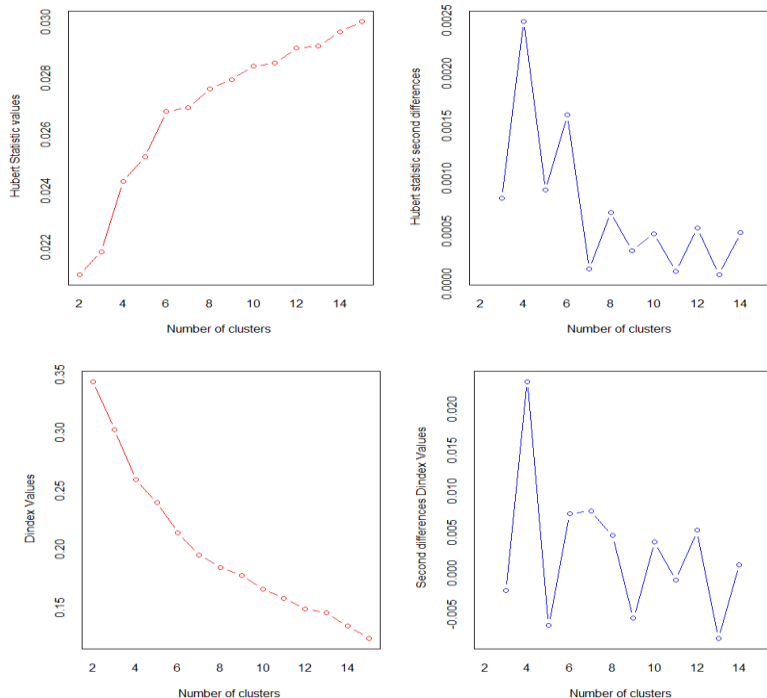 Hubert Statistic values
0.030
0.028
0.026
0.024
0.022
2 4 6 8 10 12 14
Number of clusters
Hubert statistic second differences
0.0025
0.0020
0.0015
0.0010
0.0005
0.0000
2 4 6 8 10 12 14
Number of clusters
Dindex Values
0.35
0.30
0.25
0.20
0.15
2 4 6 8 10 12 14
Number of clusters
Second differences Dindex Values
0.020
0.015
0.010
0.005
0.000
-0.005
2 4 6 8 10 12 14
Number of clusters